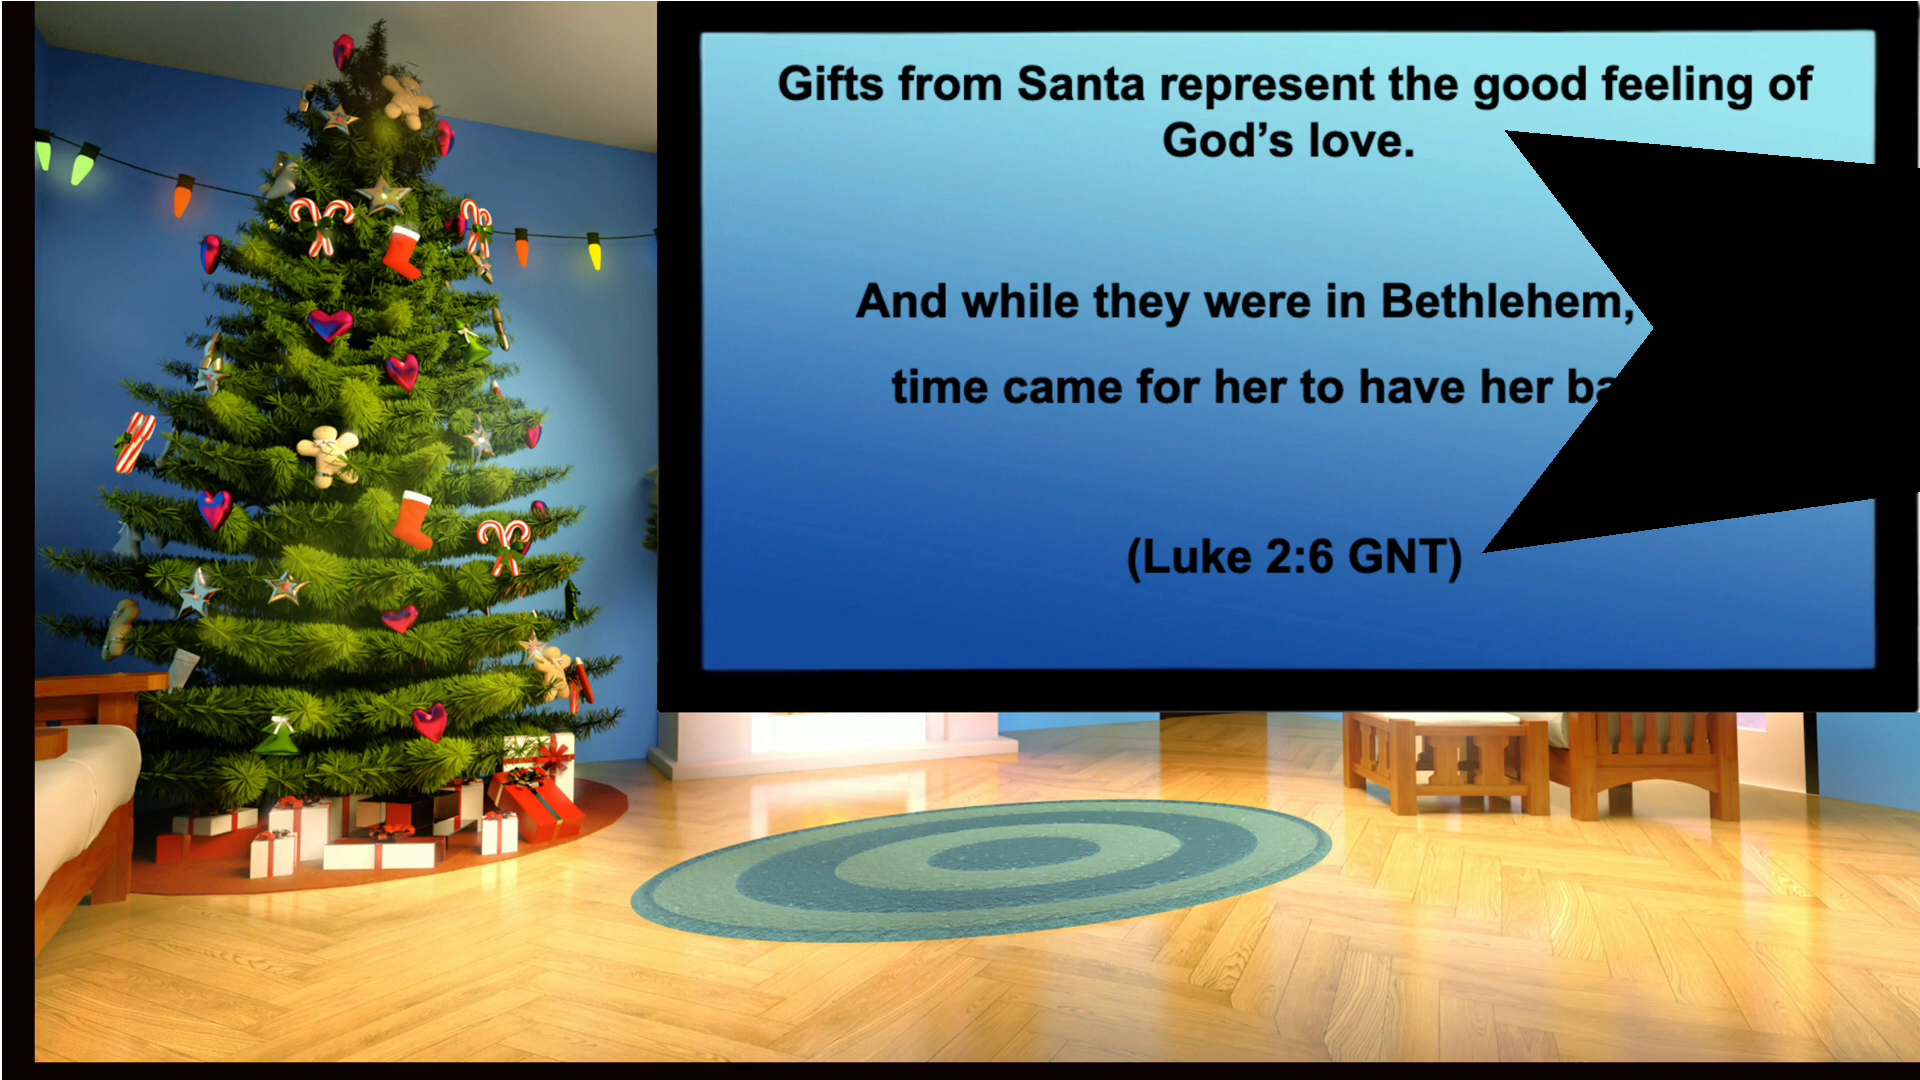 Gifts from Santa represent the good feeling of
God’s love.
And while they were in Bethlehem,
time came for her to have her
(Luke 2:6 GNT)